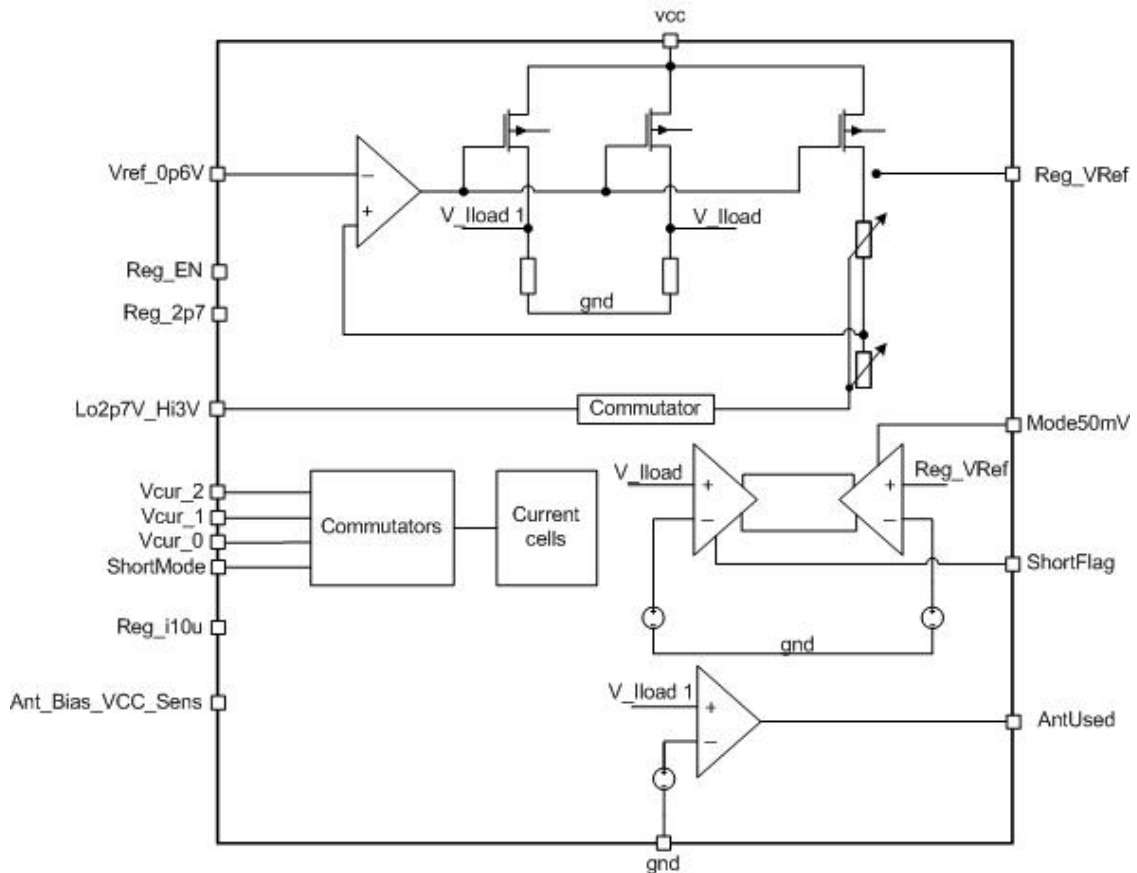 vcc
Vref_0p6V
Reg_VRef
V_Iload 1
V_Iload
Reg_EN
gnd
Reg_2p7
Lo2p7V_Hi3V
Commutator
Mode50mV
V_Iload
Reg_VRef
Vcur_2
Vcur_1
Vcur_0
ShortMode
Commutators
Current
cells
ShortFlag
Reg_i10u
gnd
Ant_Bias_VCC_Sens
V_Iload 1
AntUsed
gnd